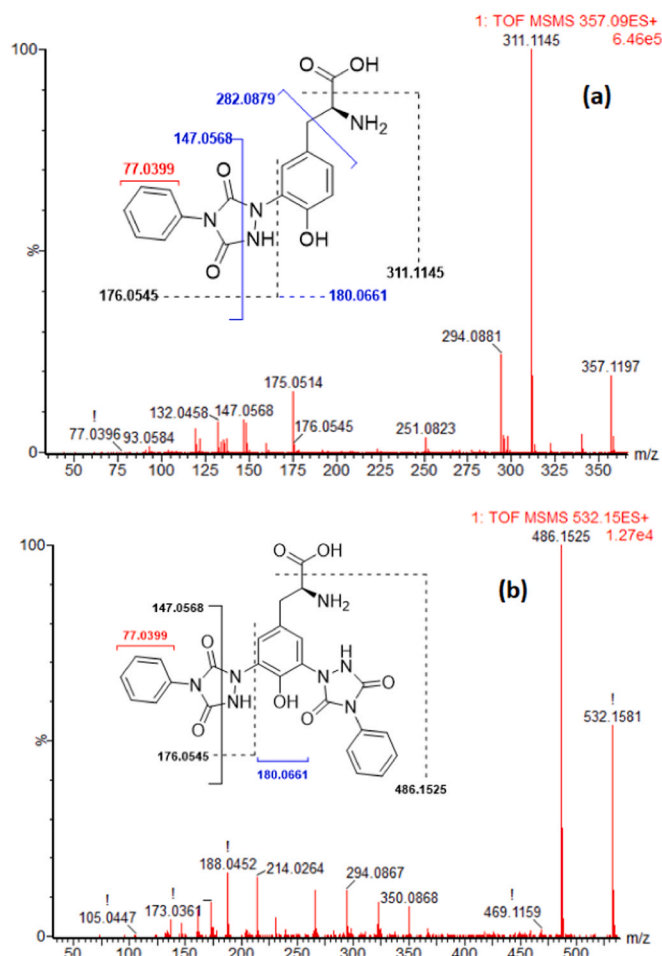 1: TOF MSMS 357.09ES+
6.46e5
100
311.1145
(a)
O
OH
282.0879
NH2
147.0568
77.0399
O
N
N
NH
OH
O
311.1145
%
176.0545
180.0661
294.0881
357.1197
175.0514
!
132.0458
147.0568
176.0545
251.0823
77.0396
93.0584
0
m/z
50 75 100 125 150 175 200 225 250 275 300 325 350
1: TOF MSMS 532.15ES+
1.27e4
100
486.1525
(b)
O
OH
147.0568
NH2
77.0399
O
NH
N
N
N
O
NH
OH
O
N
O
!
532.1581
%
176.0545
180.0661
486.1525
!
188.0452
214.0264
!
!
294.0867
350.0868
!
105.0447
173.0361
469.1159
0
m/z
50 100 150 200 250 300 350 400 450 500